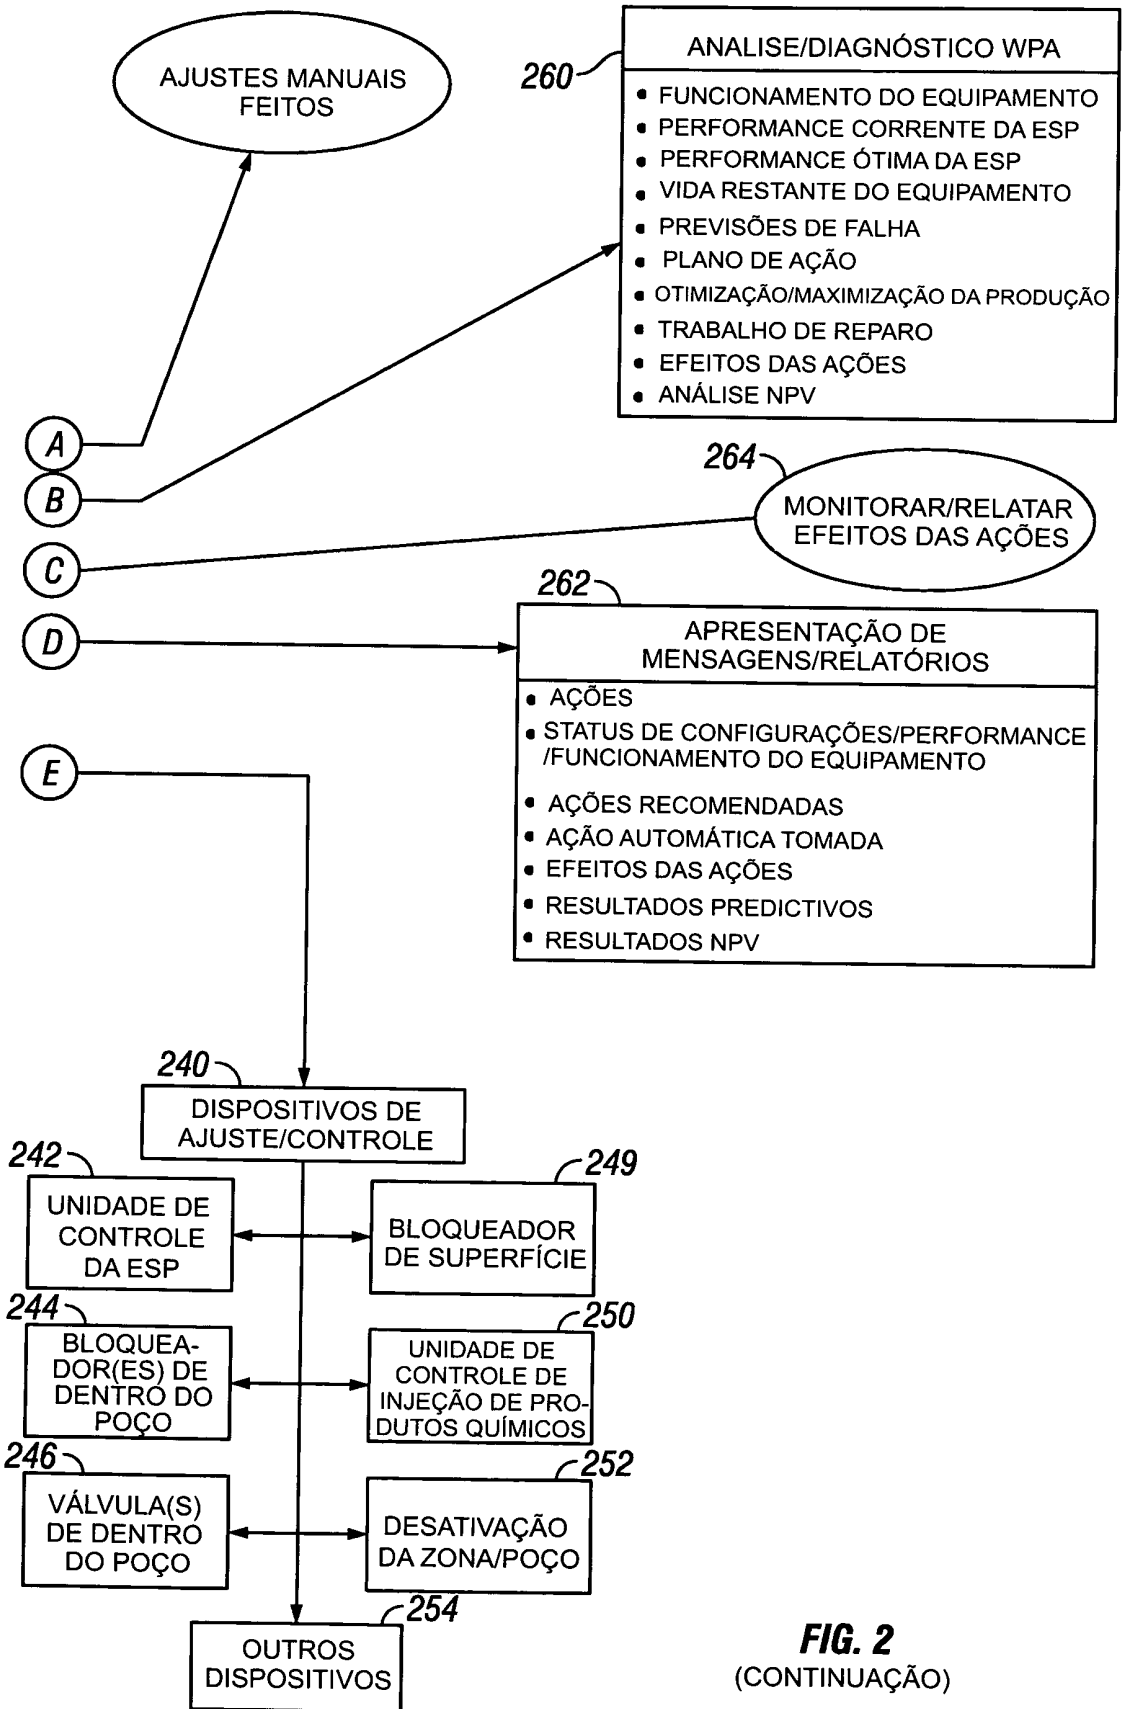 AJUSTES MANUAIS
FEITOS
260
ANALISE/DIAGNÓSTICO WPA
• FUNCIONAMENTO DO EQUIPAMENTO
• PERFORMANCE CORRENTE DA ESP
• PERFORMANCE ÓTIMA DA ESP
• VIDA RESTANTE DO EQUIPAMENTO
• PREVISÕES DE FALHA
• PLANO DE AÇÃO
• OTIMIZAÇÃO/MAXIMIZAÇÃO DA PRODUÇÃO
• TRABALHO DE REPARO
• EFEITOS DAS AÇÕES
• ANÁLISE NPV
A
B
C
D
E
264
MONITORAR/RELATAR
EFEITOS DAS AÇÕES
262
APRESENTAÇÃO DE
MENSAGENS/RELATÓRIOS
• AÇÕES
• STATUS DE CONFIGURAÇÕES/PERFORMANCE
/FUNCIONAMENTO DO EQUIPAMENTO
• AÇÕES RECOMENDADAS
• AÇÃO AUTOMÁTICA TOMADA
• EFEITOS DAS AÇÕES
• RESULTADOS PREDICTIVOS
• RESULTADOS NPV
240
DISPOSITIVOS DE
AJUSTE/CONTROLE
242
UNIDADE DE
CONTROLE
DA ESP
249
BLOQUEADOR
DE SUPERFÍCIE
244
BLOQUEA-
DOR(ES) DE
DENTRO DO
POÇO
250
UNIDADE DE
CONTROLE DE
INJEÇÃO DE PRO-
DUTOS QUÍMICOS
246
VÁLVULA(S)
DE DENTRO
DO POÇO
252
DESATIVAÇÃO
DA ZONA/POÇO
254
OUTROS
DISPOSITIVOS
FIG. 2
(CONTINUAÇÃO)